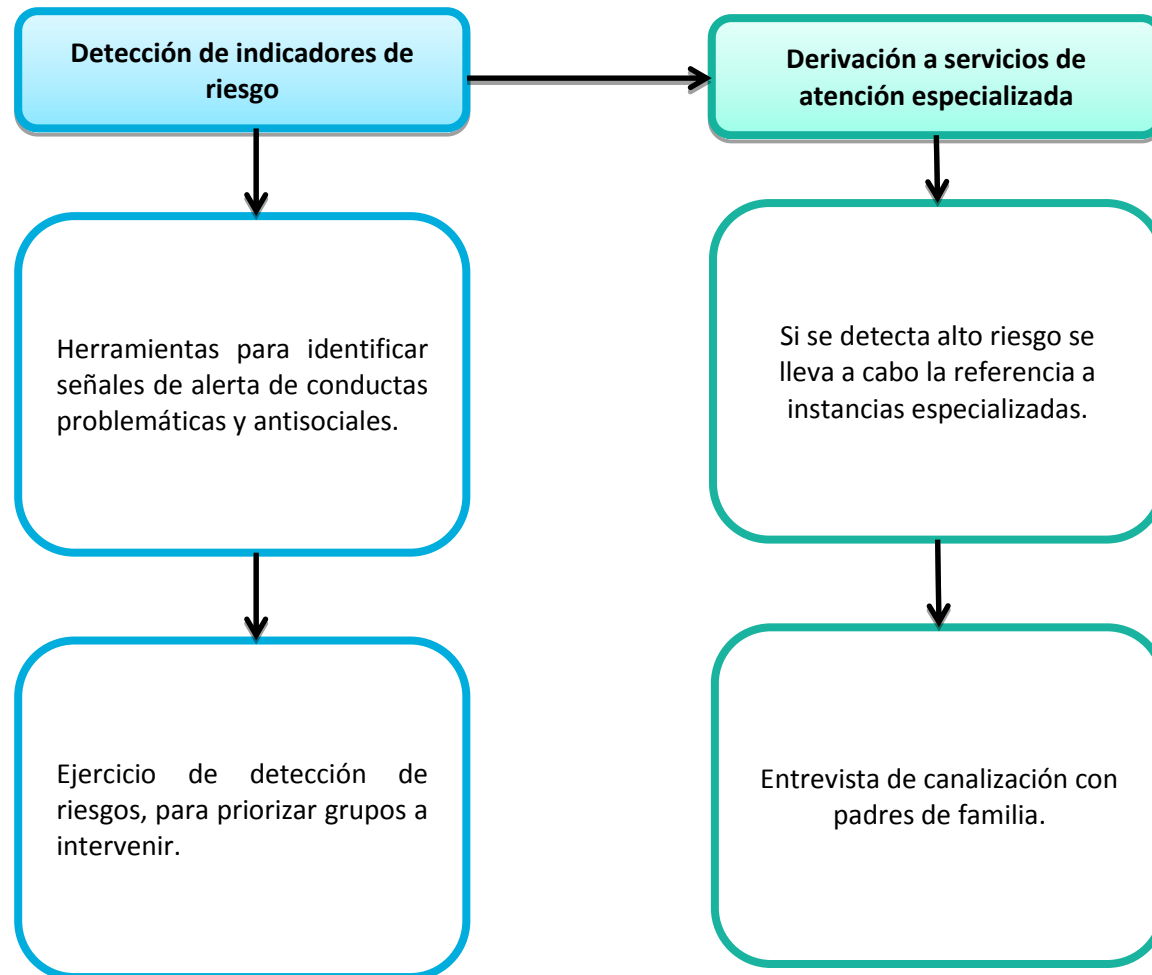 Detección de indicadores de
riesgo
Derivación a servicios de
atención especializada
Herramientas para identificar
señales de alerta de conductas
problemáticas y antisociales.
Si se detecta alto riesgo se
lleva a cabo la referencia a
instancias especializadas.
Ejercicio de detección de
riesgos, para priorizar grupos a
intervenir.
Entrevista de canalización con
padres de familia.